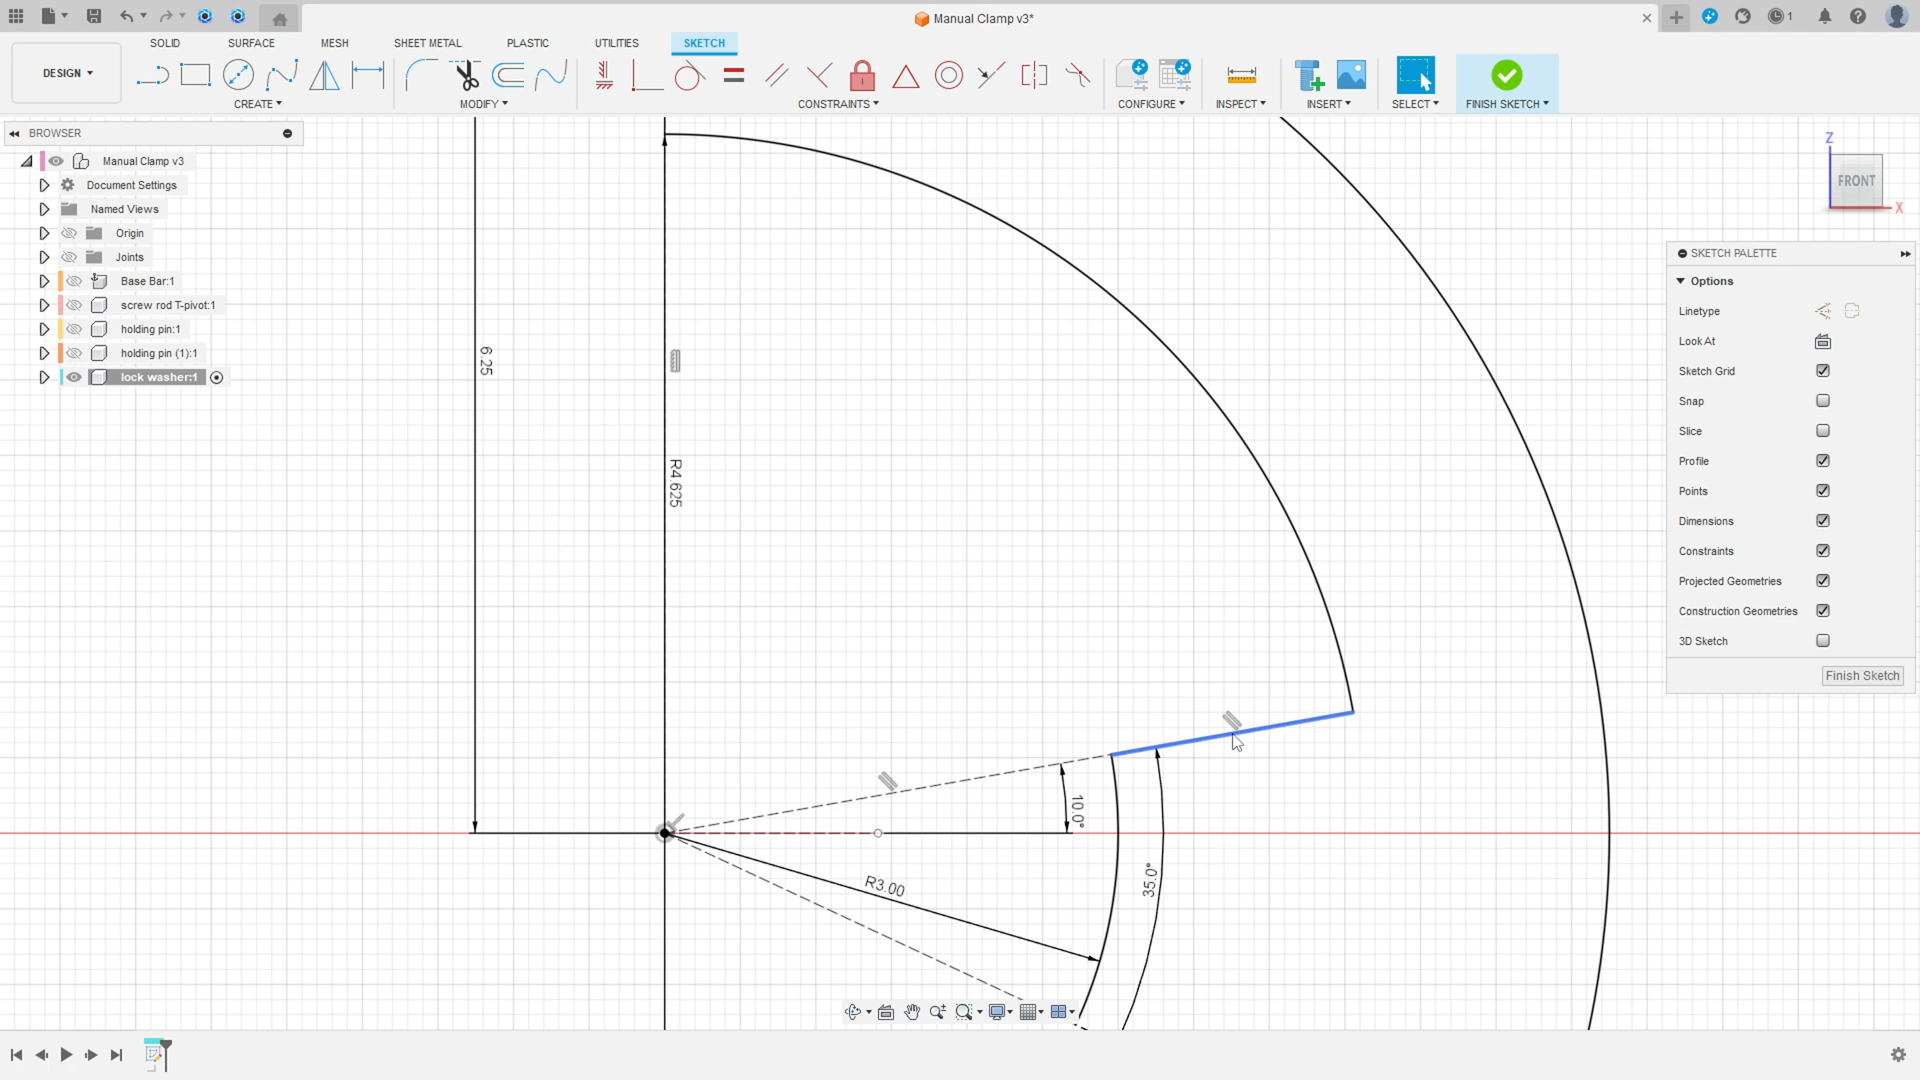 Manual Clamp v3*
1
DESIGN
SOLID
SURFACE
MESH
SHEET METAL
PLASTIC
UTILITIES
SKETCH
CREATE
MODIFY
CONSTRAINTS
CONFIGURE
INSPECT
INSERT
SELECT
FINISH SKETCH
BROWSER
Manual Clamp v3
Document Settings
Named Views
Origin
Joints
Base Bar:1
screw rod T-pivot:1
holding pin:1
holding pin (1):1
lock washer:1
6.25
R4.625
10.0°
R3.00
35.0°
Z
FRONT
X
SKETCH PALETTE
Options
Linetype
Look At
Sketch Grid
Snap
Slice
Profile
Points
Dimensions
Constraints
Projected Geometries
Construction Geometries
3D Sketch
Finish Sketch